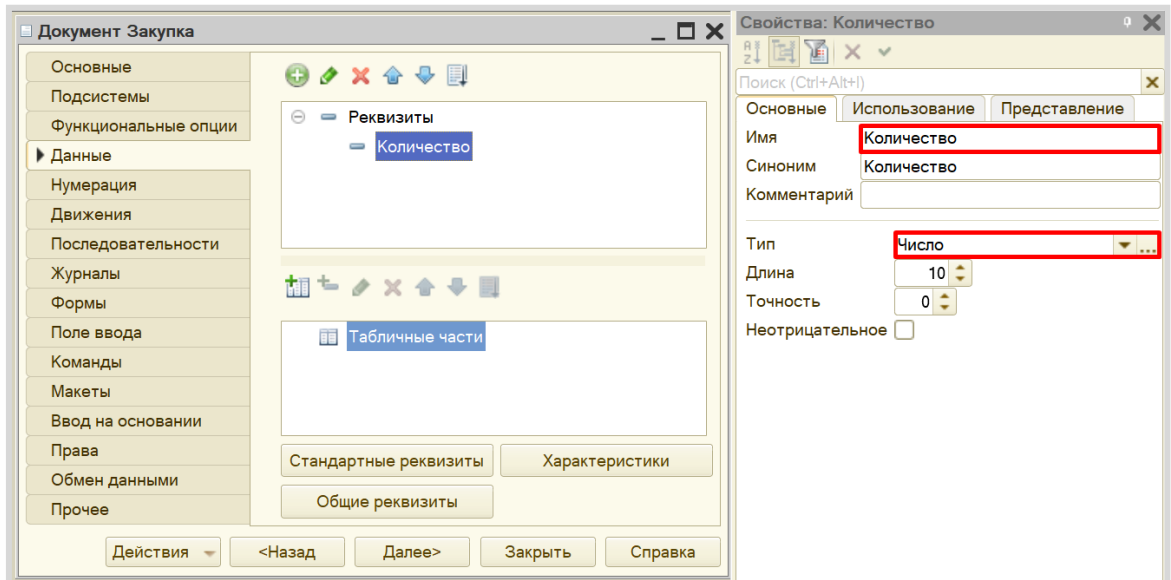 Документ Закупка
Основные
Подсистемы
Функциональные опции
Данные
Нумерация
Движения
Последовательности
Журналы
Формы
Поле ввода
Команды
Макеты
Ввод на основании
Права
Обмен данными
Прочее
Реквизиты
Количество
Табличные части
Стандартные реквизиты
Характеристики
Общие реквизиты
Действия
<Назад
Далее>
Закрыть
Справка
Свойства: Количество
Поиск (Ctrl+Alt+I)
Основные
Использование
Представление
Имя
Количество
Синоним
Количество
Комментарий
Тип
Число
...
Длина
10
Точность
0
Неотрицательное